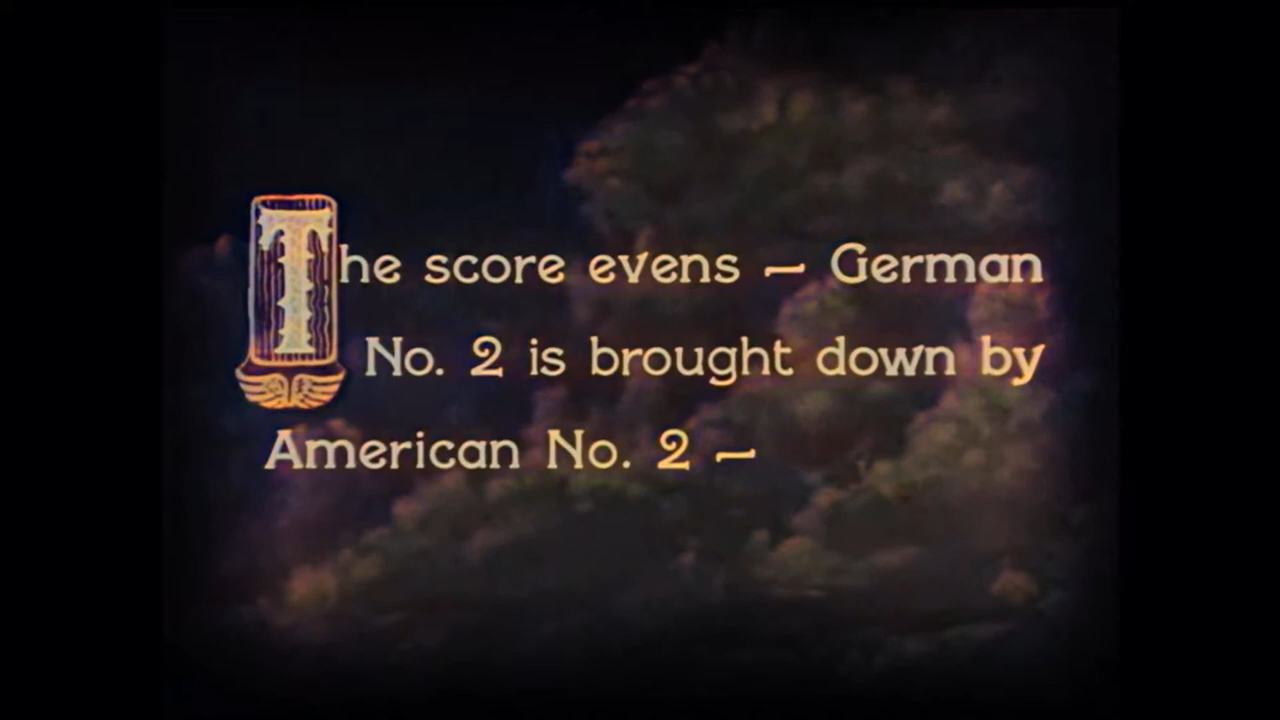 The score evens – German
No. 2 is brought down by
American No. 2 –